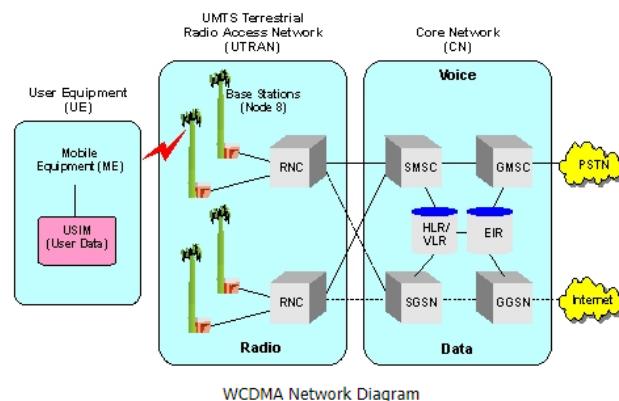 UMTS Terrestrial
Radio Access Network
(UTRAN)
Core Network
(CN)
User Equipment
(UE)
Mobile
Equipment (ME)
USIM
(User Data)
Base Stations
(Node 8)
RNC
RNC
Radio
Voice
SMSC
GMSC
HLR/
VLR
EIR
SGSN
GGSN
Data
PSTN
Internet
WCDMA Network Diagram